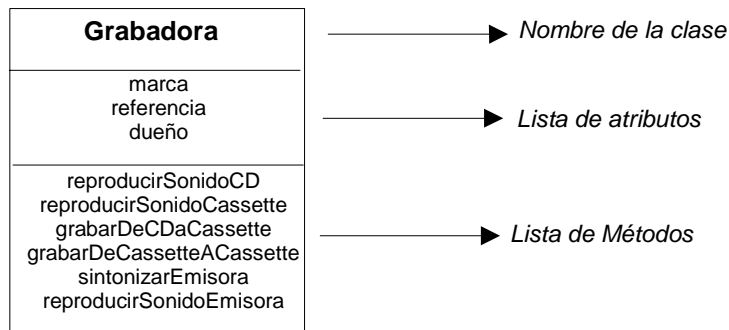 Grabadora
Nombre de la clase
marca
referencia
dueño
Lista de atributos
reproducirSonidoCD
reproducirSonidoCassette
grabarDeCDaCassette
grabarDeCassetteACassette
sintonizarEmisora
reproducirSonidoEmisora
Lista de Métodos